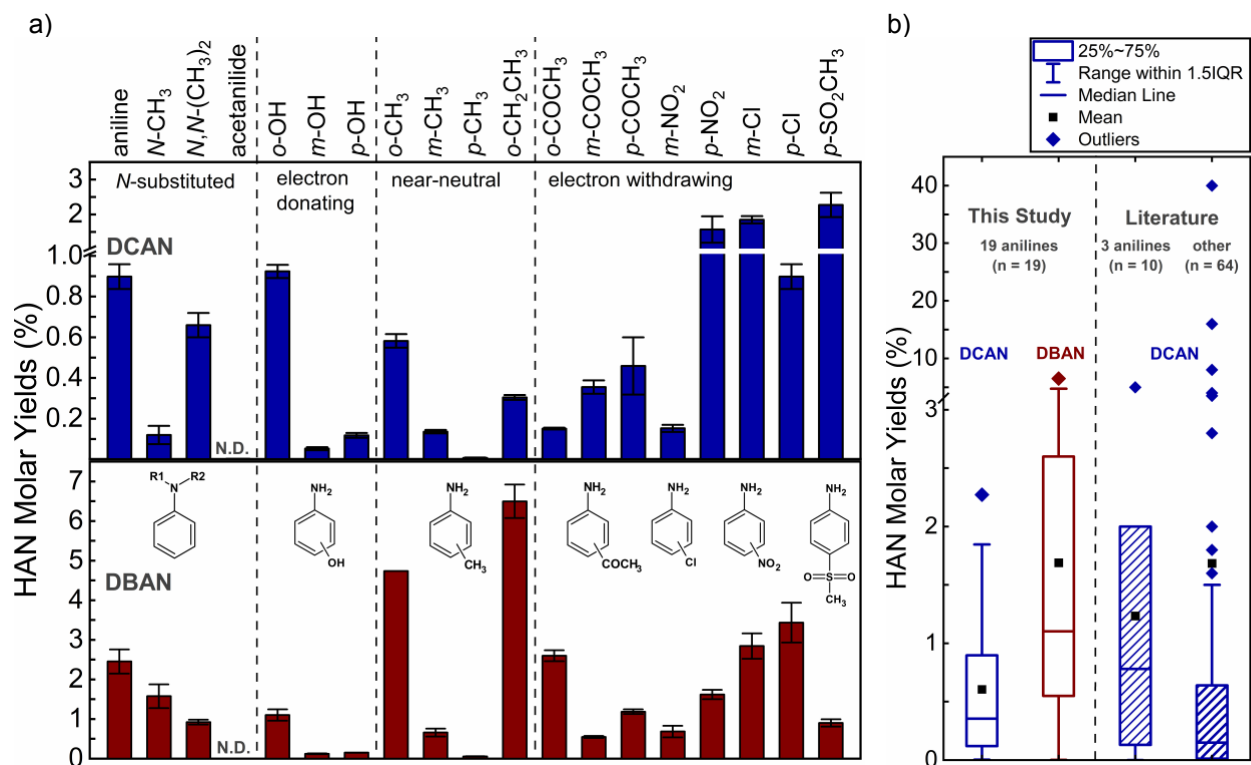 a)
aniline
N-CH3
N,N-(CH3)2
acetanilide
o-OH
m-OH
p-OH
o-CH3
m-CH3
p-CH3
o-CH2CH3
o-COCH3
m-COCH3
p-COCH3
m-NO2
p-NO2
m-Cl
p-Cl
p-SO2CH3
HAN Molar Yields (%)
3
2
1.0
1.0
0.8
0.6
0.4
0.2
N-substituted
electron
donating
near-neutral
electron withdrawing
DCAN
N.D.
7
6
5
4
3
2
1
0
R1
R2
N
NH2
OH
NH2
CH3
NH2
COCH3
NH2
Cl
NH2
NO2
NH2
O=S=O
CH3
DBAN
N.D.
b)
25%~75%
Range within 1.5IQR
Median Line
Mean
Outliers
HAN Molar Yields (%)
40
30
20
10
3
2
1
0
This Study
Literature
19 anilines
(n = 19)
3 anilines
(n = 10)
other
(n = 64)
DCAN
DBAN
DCAN